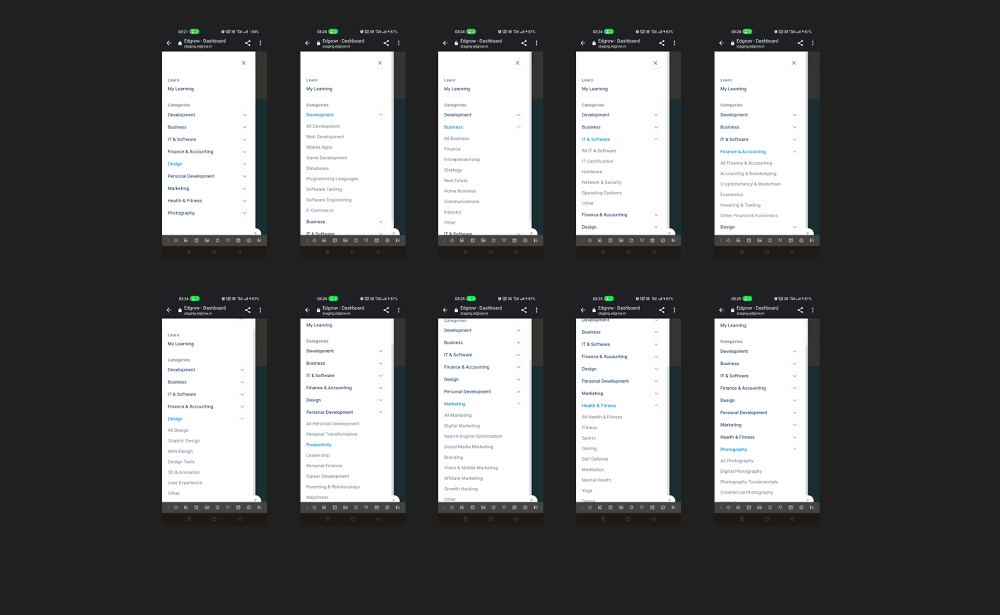 03:21
84%
Edgrow - Dashboard
staging.edgrow.in
Learn
My Learning
Categories
Development
Business
IT & Software
Finance & Accounting
Design
Personal Development
Marketing
Health & Fitness
Photography
03:24
87%
Edgrow - Dashboard
staging.edgrow.in
Learn
My Learning
Categories
Development
All Development
Web Development
Mobile Apps
Game Development
Databases
Programming Languages
Software Testing
Software Engineering
E-Commerce
Business
IT & Software
03:24
87%
Edgrow - Dashboard
staging.edgrow.in
Learn
My Learning
Categories
Development
Business
All Business
Finance
Entrepreneurship
Strategy
Real Estate
Home Business
Communications
Industry
Other
IT & Software
03:24
87%
Edgrow - Dashboard
staging.edgrow.in
Learn
My Learning
Categories
Development
Business
IT & Software
All IT & Software
IT Certification
Hardware
Network & Security
Operating Systems
Other
Finance & Accounting
Design
03:24
87%
Edgrow - Dashboard
staging.edgrow.in
Learn
My Learning
Categories
Development
Business
IT & Software
Finance & Accounting
All Finance & Accounting
Accounting & Bookkeeping
Cryptocurrency & Blockchain
Economics
Investing & Trading
Other Finance & Economics
Design
03:24
87%
Edgrow - Dashboard
staging.edgrow.in
Learn
My Learning
Categories
Development
Business
IT & Software
Finance & Accounting
Design
All Design
Graphic Design
Web Design
Design Tools
3D & Animation
User Experience
Other
03:24
87%
Edgrow - Dashboard
staging.edgrow.in
My Learning
Categories
Development
Business
IT & Software
Finance & Accounting
Design
Personal Development
All Personal Development
Personal Transformation
Productivity
Leadership
Personal Finance
Career Development
Parenting & Relationships
Happiness
03:25
87%
Edgrow - Dashboard
staging.edgrow.in
Categories
Development
Business
IT & Software
Finance & Accounting
Design
Personal Development
Marketing
All Marketing
Digital Marketing
Search Engine Optimization
Social Media Marketing
Branding
Video & Mobile Marketing
Affiliate Marketing
Growth Hacking
Other
03:25
87%
Edgrow - Dashboard
staging.edgrow.in
Development
Business
IT & Software
Finance & Accounting
Design
Personal Development
Marketing
Health & Fitness
All Health & Fitness
Fitness
Sports
Dieting
Self Defense
Meditation
Mental Health
Yoga
Dance
03:25
87%
Edgrow - Dashboard
staging.edgrow.in
My Learning
Categories
Development
Business
IT & Software
Finance & Accounting
Design
Personal Development
Marketing
Health & Fitness
Photography
All Photography
Digital Photography
Photography Fundamentals
Commercial Photography